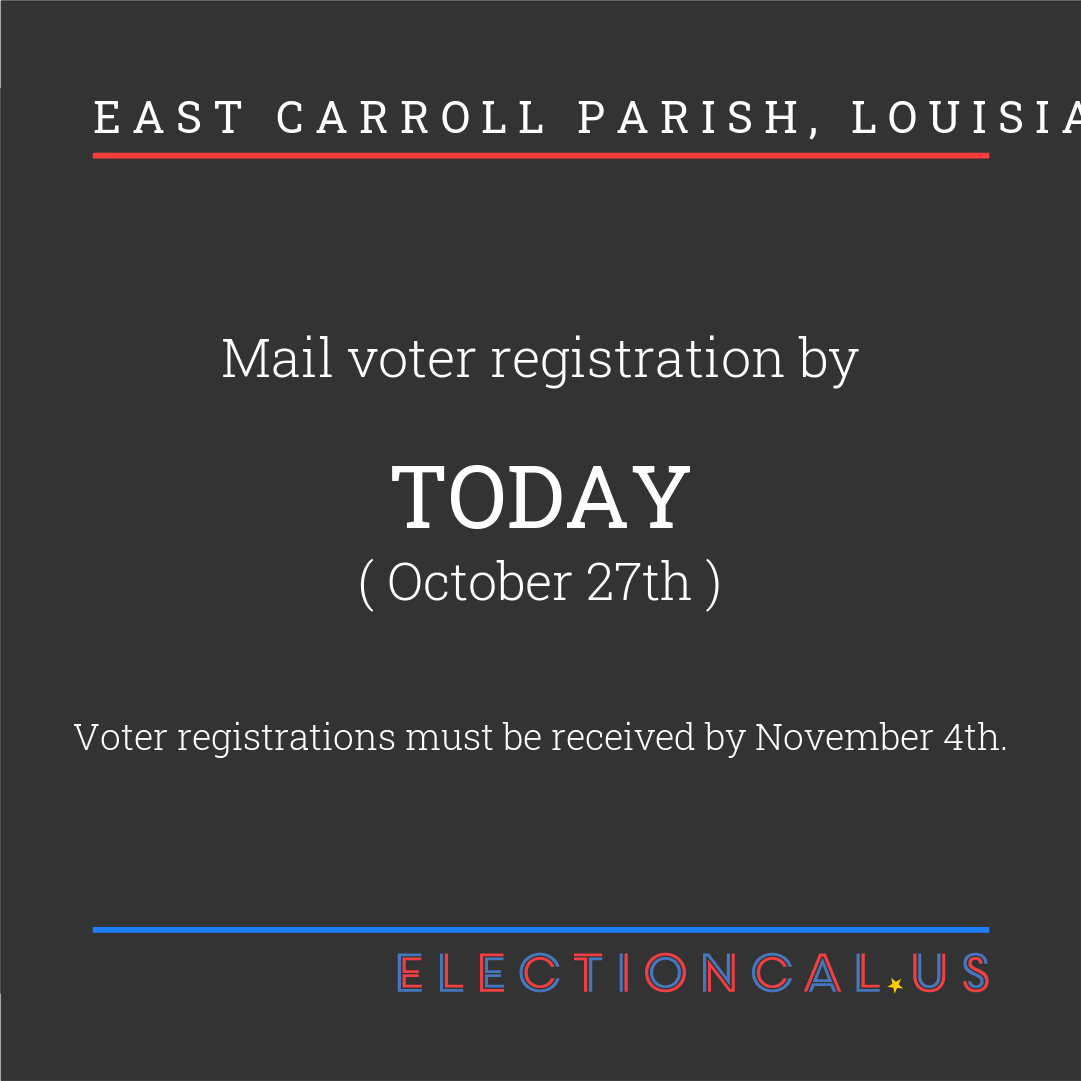 EAST CARROLL PARISH, LOUISIA
Mail voter registration by
TODAY
( October 27th )
Voter registrations must be received by November 4th.
ELECTIONCAL.US